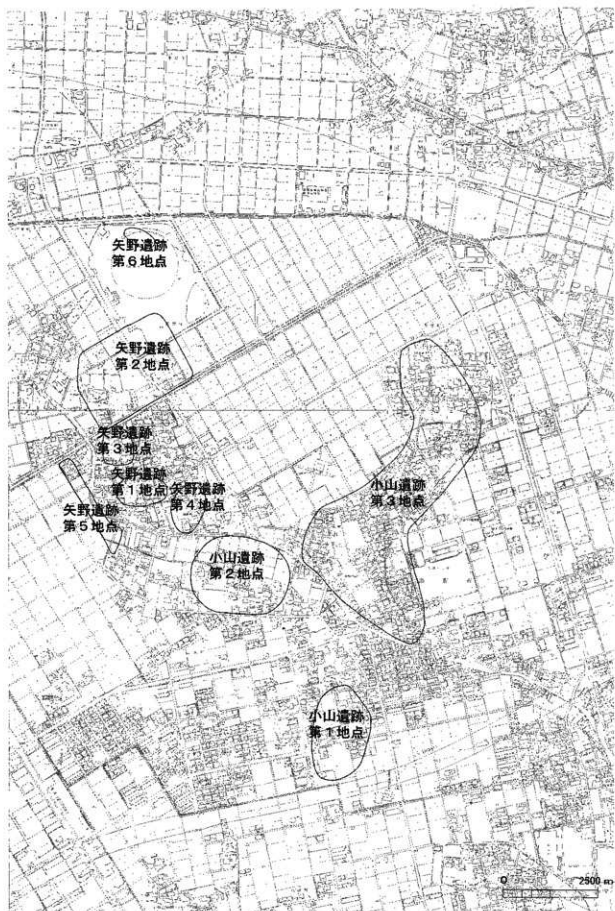 矢野遺跡
第6地点
矢野遺跡
第2地点
矢野遺跡
第3地点
矢野遺跡
第1地点
矢野遺跡
第4地点
矢野遺跡
第5地点
小山遺跡
第3地点
小山遺跡
第2地点
小山遺跡
第1地点
0 2500 m